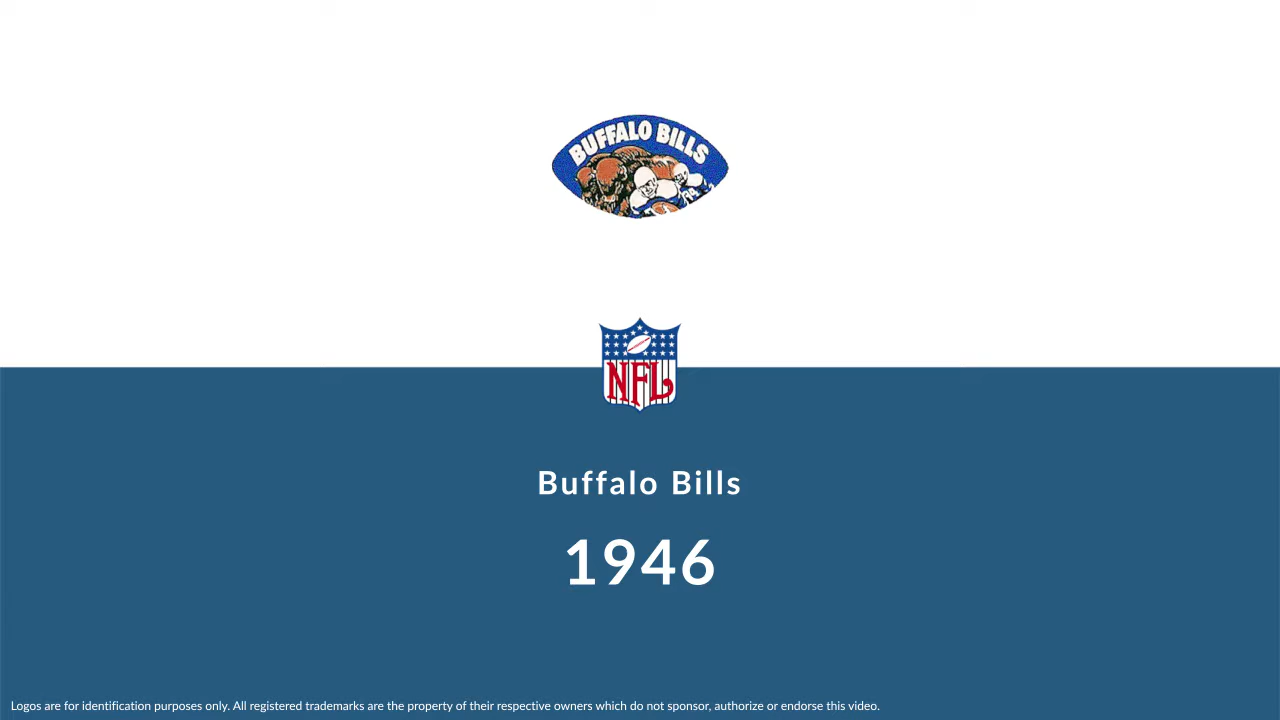 BUFFALO BILLS
NFL
Buffalo Bills
1946
Logos are for identification purposes only. All registered trademarks are the property of their respective owners which do not sponsor, authorize or endorse this video.